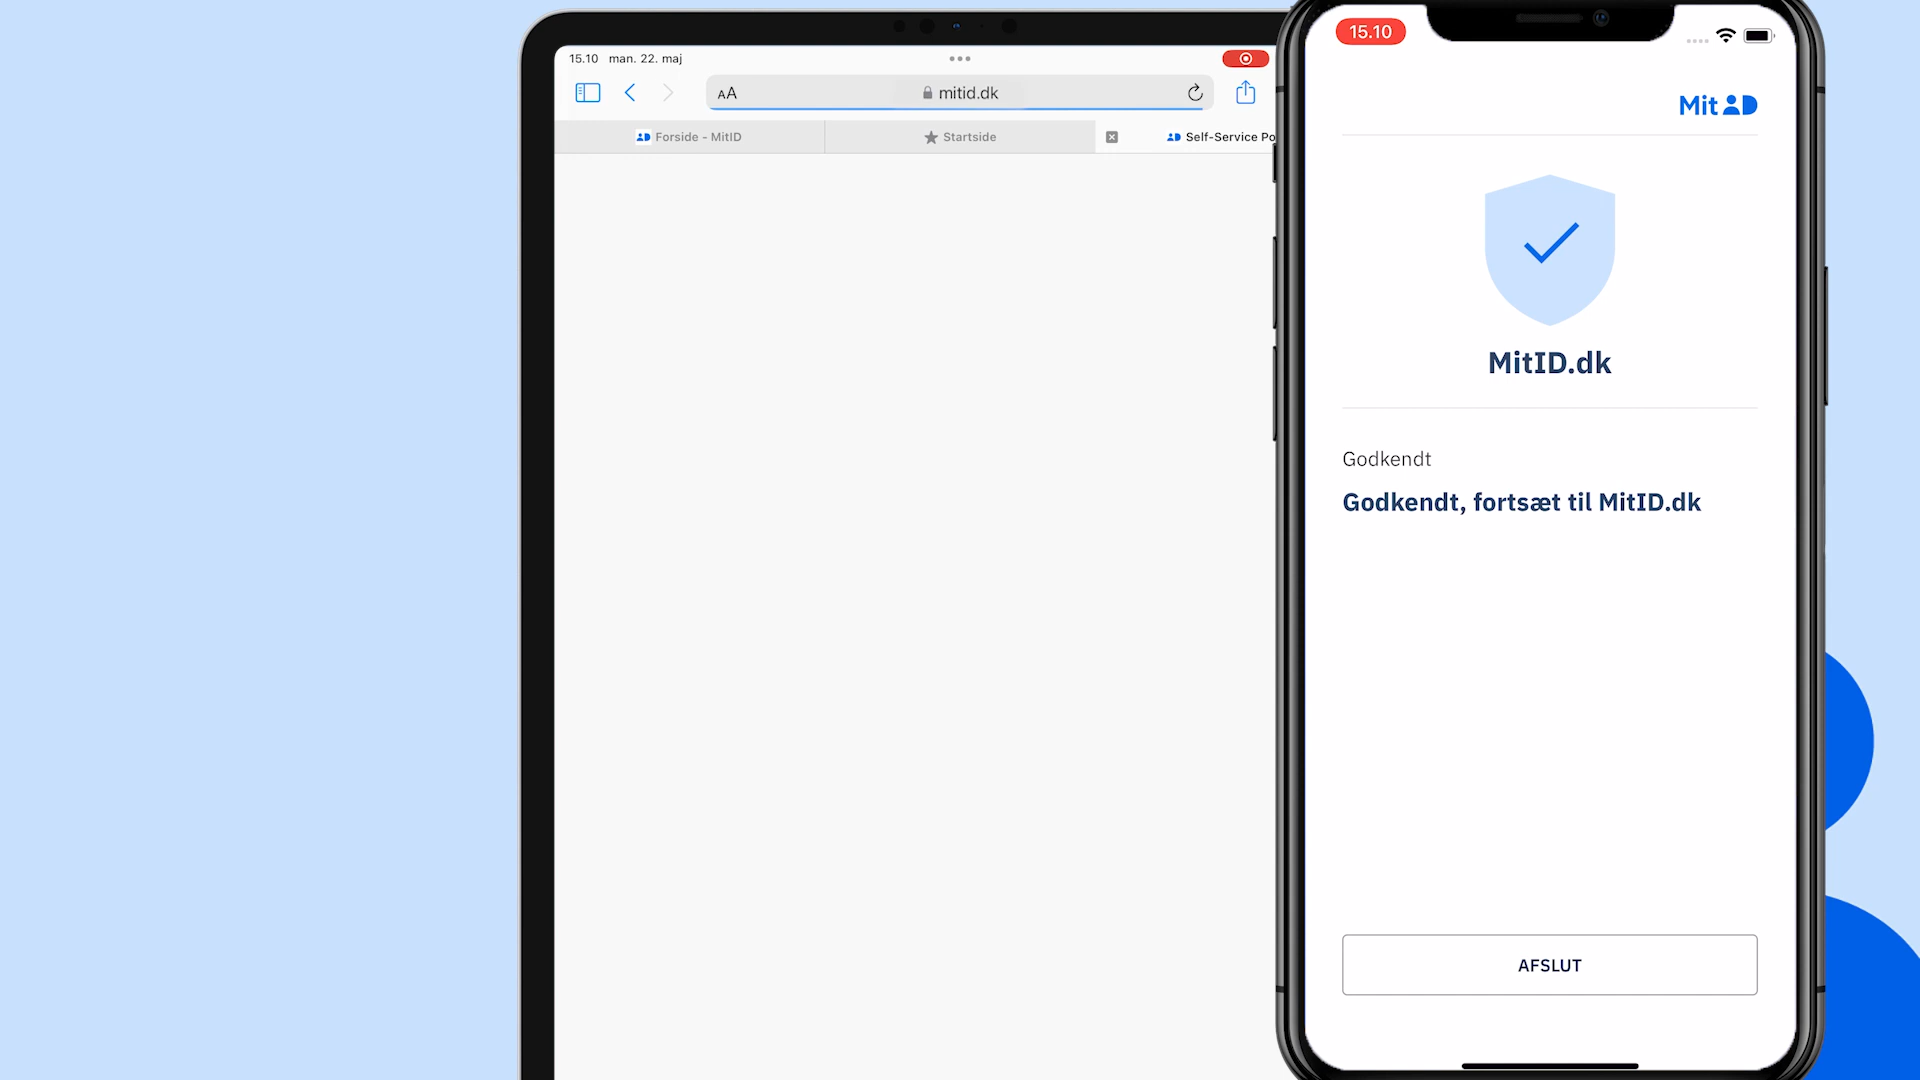 15.10 man. 22. maj
AA mitid.dk
Forside - MitID
Startside
Self-Service Po
15.10
Mit
MitID.dk
Godkendt
Godkendt, fortsæt til MitID.dk
AFSLUT